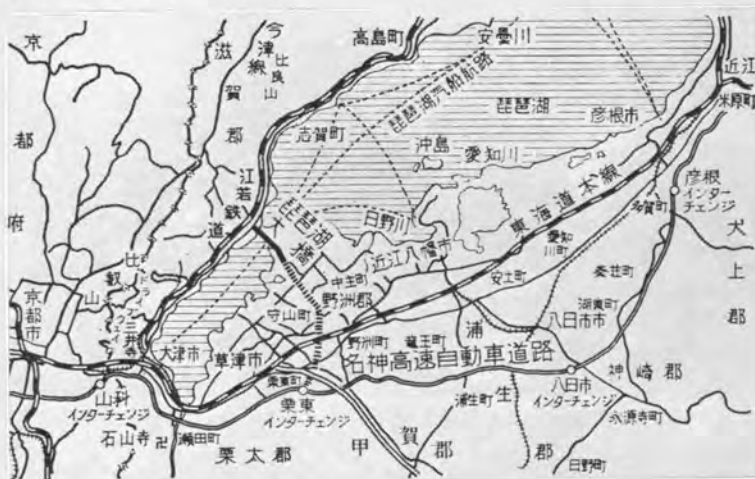 京都府
滋賀郡
今津線
比良山
高島町
安曇川
近江
米原町
琵琶湖汽船航路
琵琶湖
彦根市
志賀町
沖島
愛知川
彦根
インターチェンジ
多賀町
犬上郡
江若鉄道
琵琶湖大橋
日野川
東海道本線
愛知川町
秦荘町
近江八幡市
中主町
野洲郡
安土町
湖東町
比叡山
京都市
三井寺
守山町
野洲町
竜王町
浦生郡
八日市市
大津市
草津市
名神高速自動車道路
神崎郡
栗東町
山科
インターチェンジ
栗東
インターチェンジ
蒲生町
八日市
インターチェンジ
永源寺町
石山寺
卍
瀬田町
栗太郡
甲賀郡
日野町